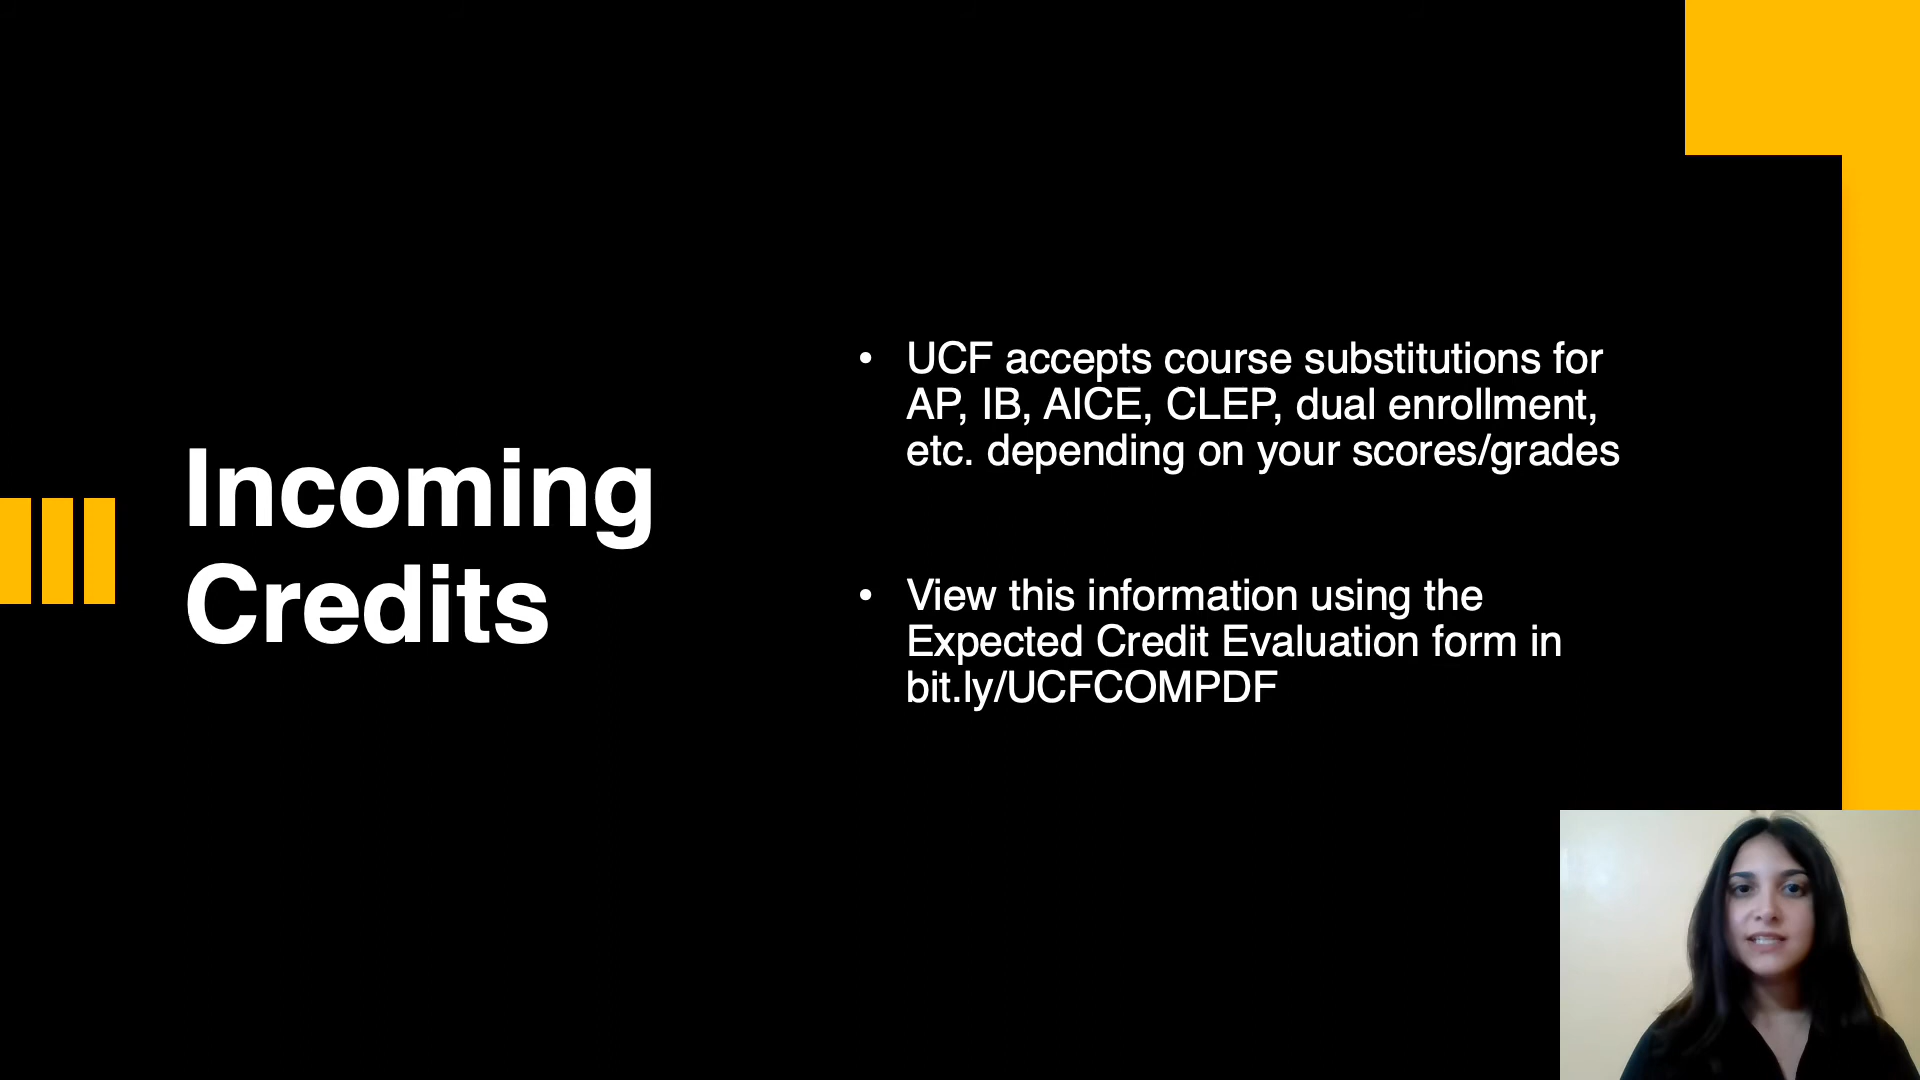 Incoming
Credits
• UCF accepts course substitutions for
AP, IB, AICE, CLEP, dual enrollment,
etc. depending on your scores/grades
• View this information using the
Expected Credit Evaluation form in
bit.ly/UCFCOMPDF